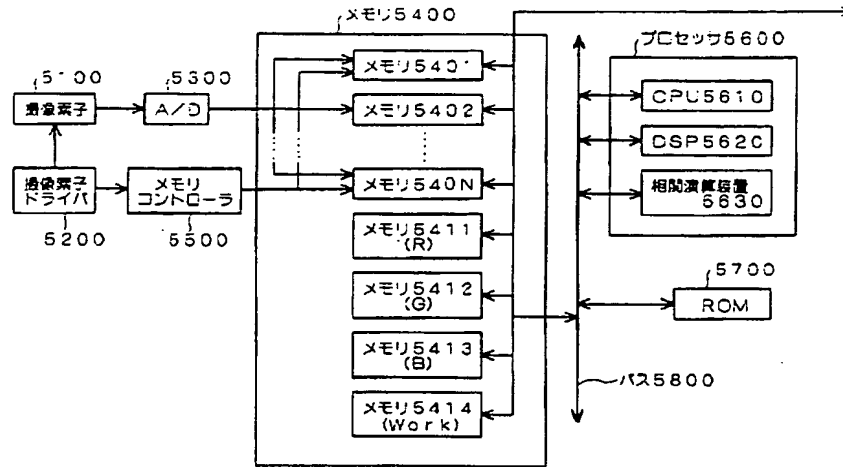 メモリ5400
5100
5300
撮像素子
A/D
撮像素子
ドライバ
メモリ
コントローラ
5200
5500
メモリ5401
メモリ5402
メモリ540N
メモリ5411
(R)
メモリ5412
(G)
メモリ5413
(B)
メモリ5414
(Work)
プロセッサ5600
CPU5610
DSP562C
相関演算装置
5630
5700
ROM
バス5800